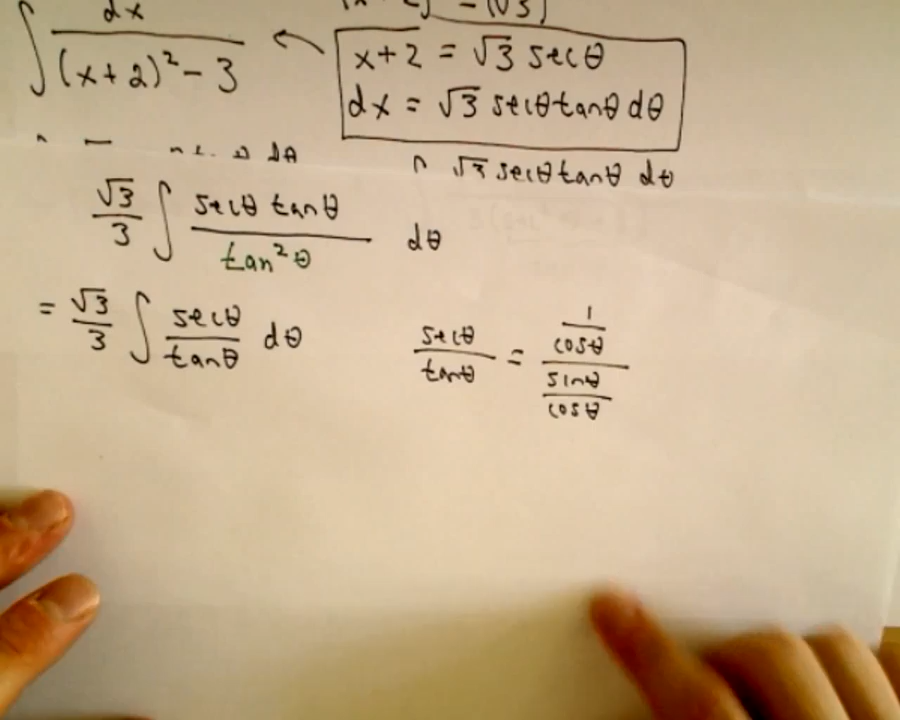 ∫ dx / ((x+2)² − 3)
x+2 = √3 secθ
dx = √3 secθ tanθ dθ
√3 secθ tanθ dθ
√3/3 ∫ (secθ tanθ) / (tan²θ) dθ
= √3/3 ∫ secθ/tanθ dθ
secθ/tanθ = (1/cosθ) / (sinθ/cosθ)